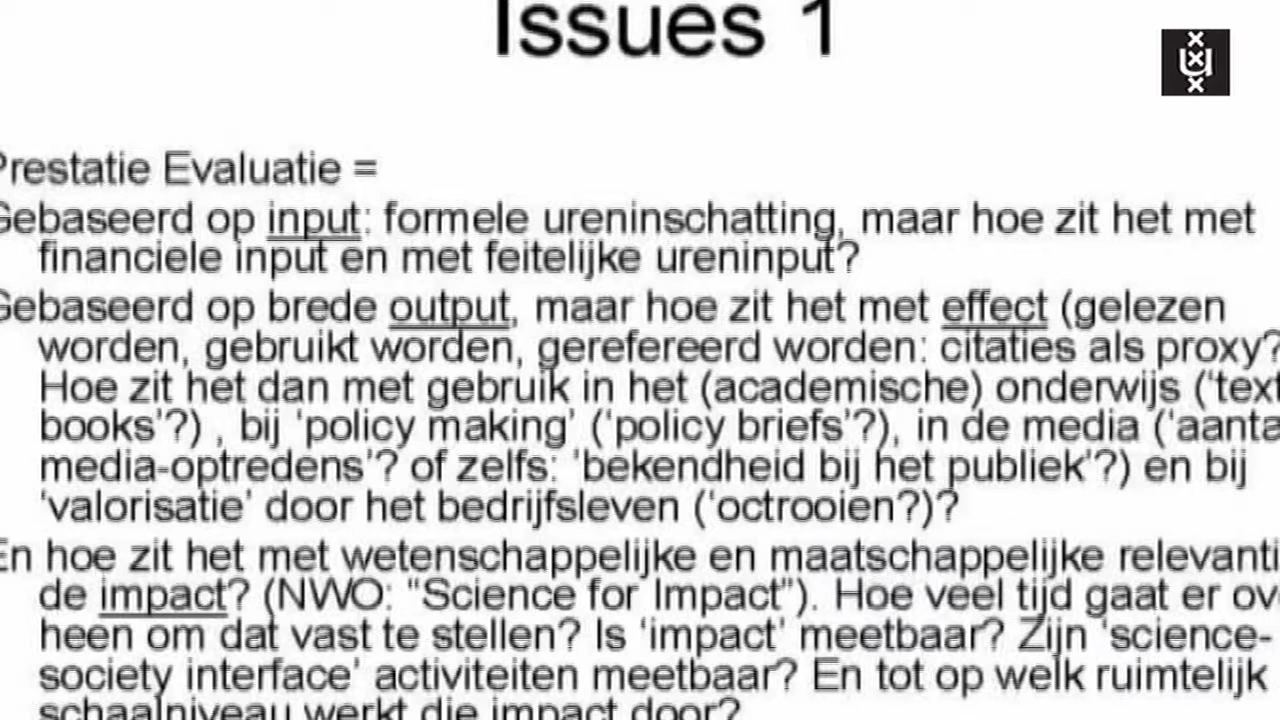 Issues 1
Prestatie Evaluatie =
Gebaseerd op input: formele ureninschatting, maar hoe zit het met
financiele input en met feitelijke ureninput?
Gebaseerd op brede output, maar hoe zit het met effect (gelezen
worden, gebruikt worden, gerefereerd worden: citaties als proxy?
Hoe zit het dan met gebruik in het (academische) onderwijs (‘text
books’?) , bij ‘policy making’ (‘policy briefs’?), in de media (‘aanta
media-optredens’? of zelfs: ’bekendheid bij het publiek’?) en bij
‘valorisatie’ door het bedrijfsleven (‘octrooien?)?
En hoe zit het met wetenschappelijke en maatschappelijke relevanti
de impact? (NWO: “Science for Impact”). Hoe veel tijd gaat er ov
heen om dat vast te stellen? Is ‘impact’ meetbaar? Zijn ‘science-
society interface’ activiteiten meetbaar? En tot op welk ruimtelijk
schaalniveau werkt die impact door?